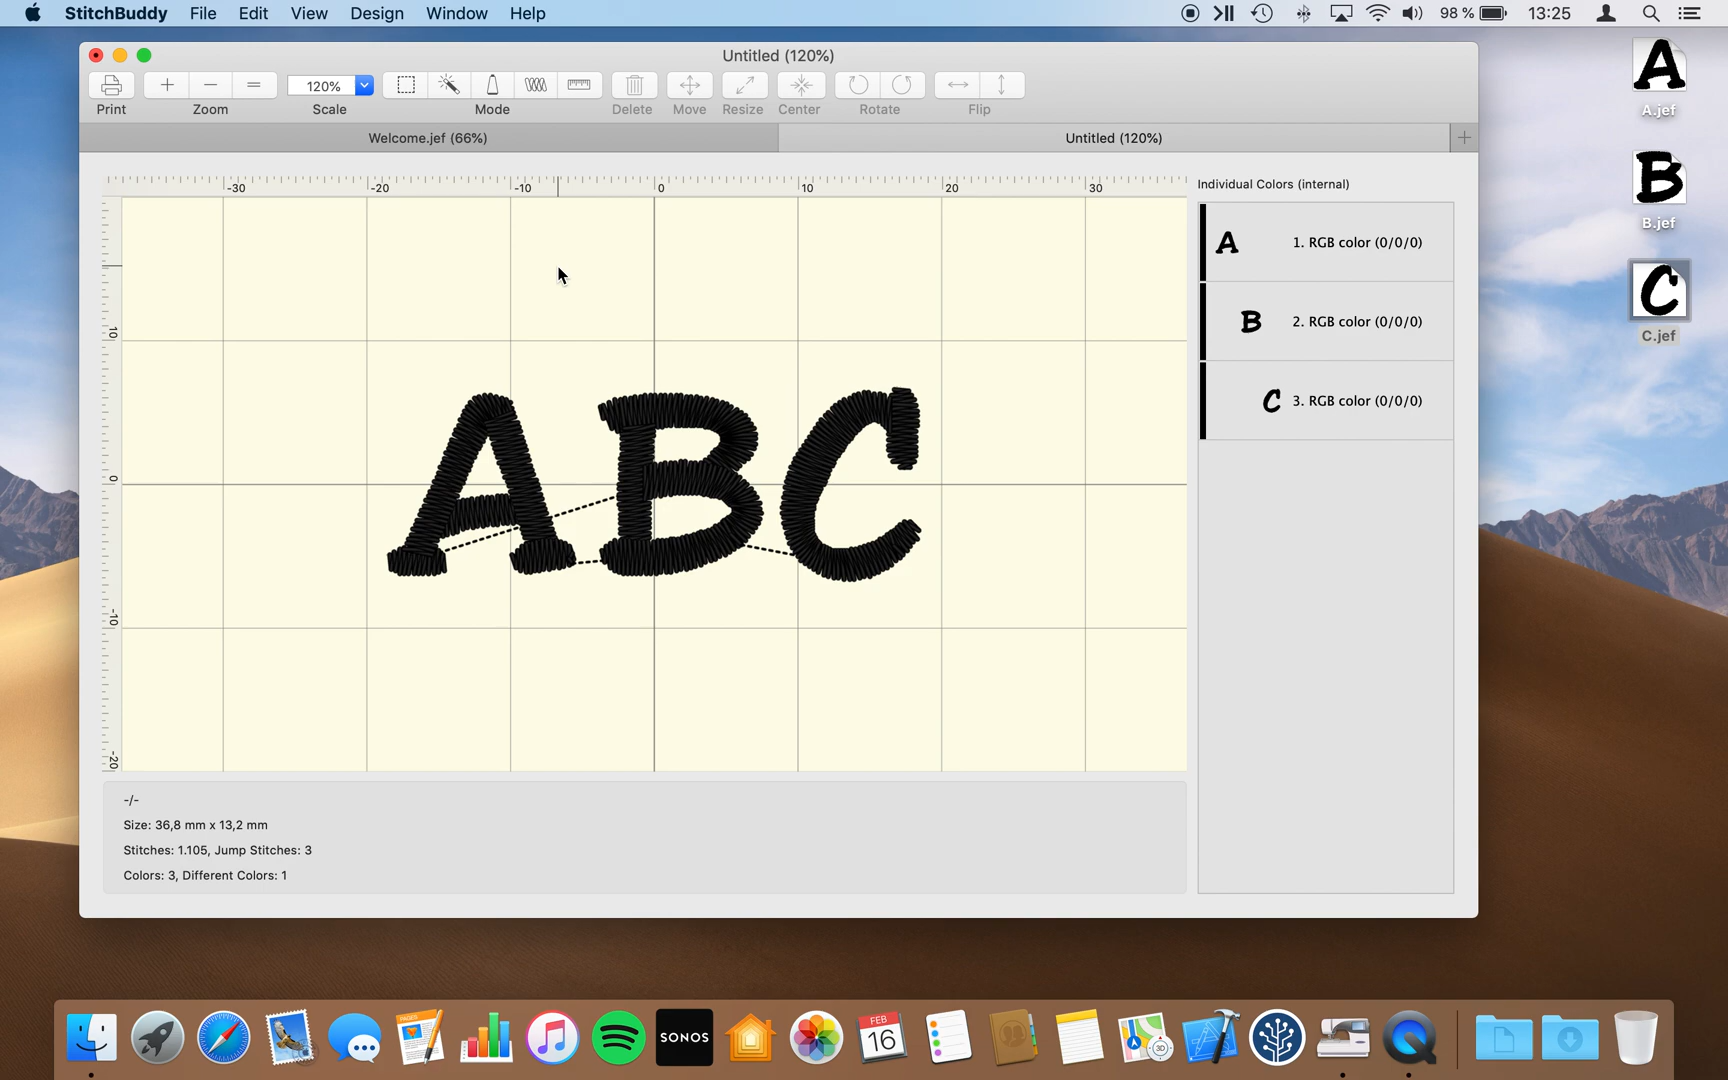 StitchBuddy File Edit View Design Window Help 98 % 13:25
Untitled (120%)
120%
Print Zoom Scale Mode Delete Move Resize Center Rotate Flip
Welcome.jef (66%) Untitled (120%)
-30 -20 -10 0 10 20 30
10
0
-10
-20
ABC
Individual Colors (internal)
A 1. RGB color (0/0/0)
B 2. RGB color (0/0/0)
C 3. RGB color (0/0/0)
-/-
Size: 36,8 mm x 13,2 mm
Stitches: 1.105, Jump Stitches: 3
Colors: 3, Different Colors: 1
A
A.jef
B
B.jef
C
C.jef
PAGES
SONOS
FEB
16
3D